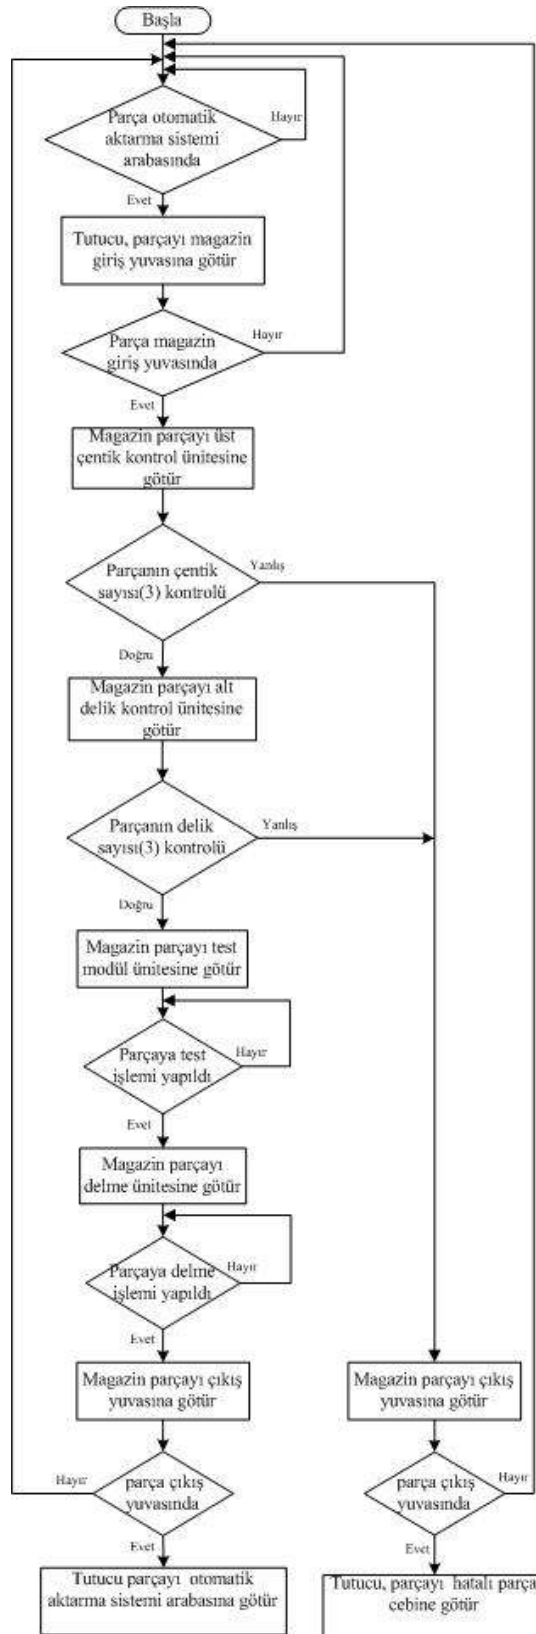 Başla
Parça otomatik
aktarma sistemi
arabasında
Hayır
Evet
Tutucu, parçayı magazin
giriş yuvasına götür
Parça magazin
giriş yuvasında
Hayır
Evet
Magazin parçayı üst
çentik kontrol ünitesine
götür
Parçanın çentik
sayısı(3) kontrolü
Yanlış
Doğru
Magazin parçayı alt
delik kontrol ünitesine
götür
Parçanın delik
sayısı(3) kontrolü
Yanlış
Doğru
Magazin parçayı test
modül ünitesine götür
Parçaya test
işlemi yapıldı
Hayır
Evet
Magazin parçayı
delme ünitesine götür
Parçaya delme
işlemi yapıldı
Hayır
Evet
Magazin parçayı çıkış
yuvasına götür
Hayır
parça çıkış
yuvasında
Evet
Tutucu parçayı otomatik
aktarma sistemi arabasına götür
Magazin parçayı çıkış
yuvasına götür
parça çıkış
yuvasında
Hayır
Evet
Tutucu, parçayı hatalı parça
cebine götür